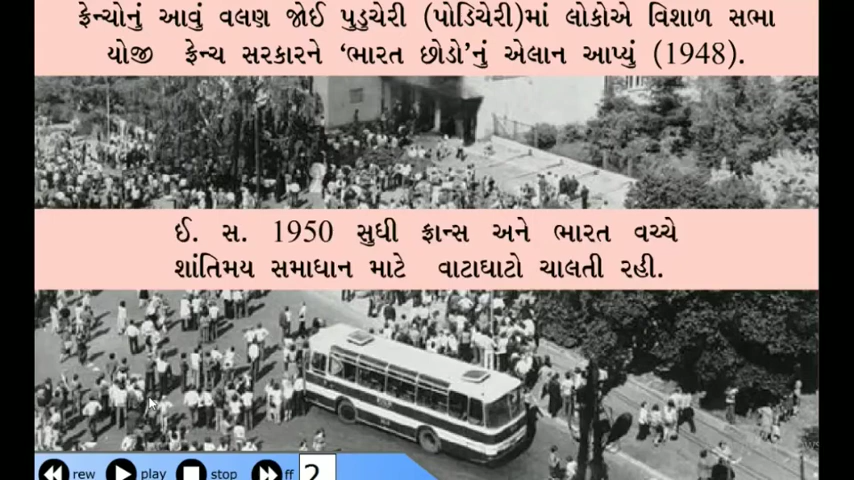 ફ્રેન્ચોનું આવું વલણ જોઈ પુડુચેરી (પોડિચેરી)માં લોકોએ વિશાળ સભા
યોજી ફ્રેન્ચ સરકારને ‘ભારત છોડો’નું એલાન આપ્યું (1948).
ઈ. સ. 1950 સુધી ફ્રાન્સ અને ભારત વચ્ચે
શાંતિમય સમાધાન માટે વાટાઘાટો ચાલતી રહી.
rew play stop ff 2